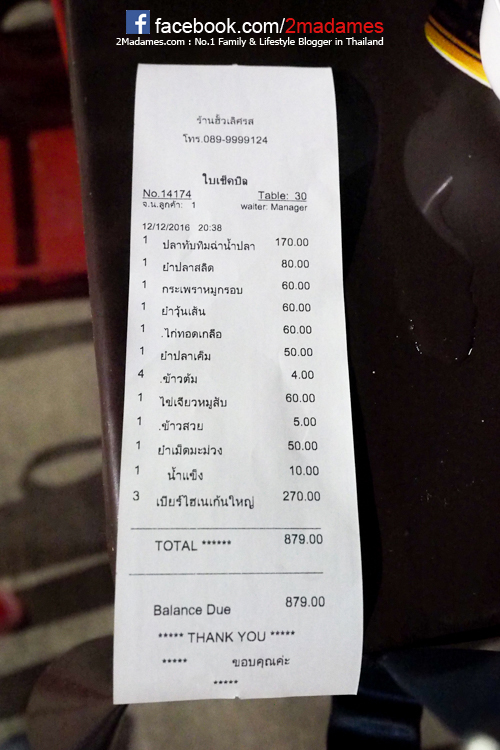 facebook.com/2madames
2Madames.com : No.1 Family & Lifestyle Blogger in Thailand
ร้านฮั้วเลิศรส
โทร.089-9999124
ใบเช็คบิล
No.14174 Table: 30
จ.น.ลูกค้า: 1 waiter: Manager
12/12/2016 20:38
1 ปลาทับทิมฉ่าน้ำปลา 170.00
1 ยำปลาสลิด 80.00
1 กระเพราหมูกรอบ 60.00
1 ยำวุ้นเส้น 60.00
1 .ไก่ทอดเกลือ 60.00
1 ยำปลาเค็ม 50.00
4 .ข้าวต้ม 4.00
1 ไข่เจียวหมูสับ 60.00
1 .ข้าวสวย 5.00
1 ยำเม็ดมะม่วง 50.00
1 น้ำแข็ง 10.00
3 เบียร์ไฮเนเก้นใหญ่ 270.00
TOTAL ****** 879.00
Balance Due 879.00
***** THANK YOU *****
***** ขอบคุณค่ะ
*****